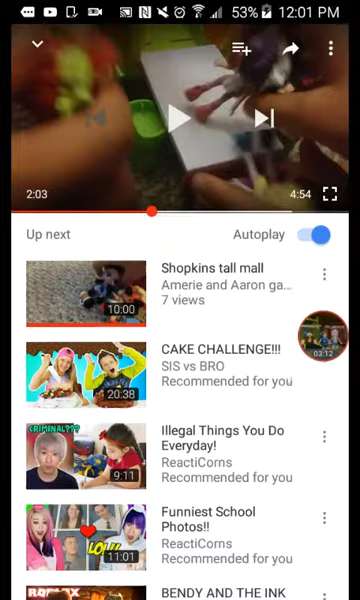 53% 12:01 PM
2:03
4:54
Up next
Autoplay
Shopkins tall mall
Amerie and Aaron ga...
7 views
10:00
03:12
CAKE CHALLENGE!!!
SIS vs BRO
Recommended for you
20:38
CRIMINAL???
Illegal Things You Do
Everyday!
ReactiCorns
Recommended for you
9:11
Funniest School
Photos!!
ReactiCorns
Recommended for you
LOL!
11:01
ROBLOX
BENDY AND THE INK